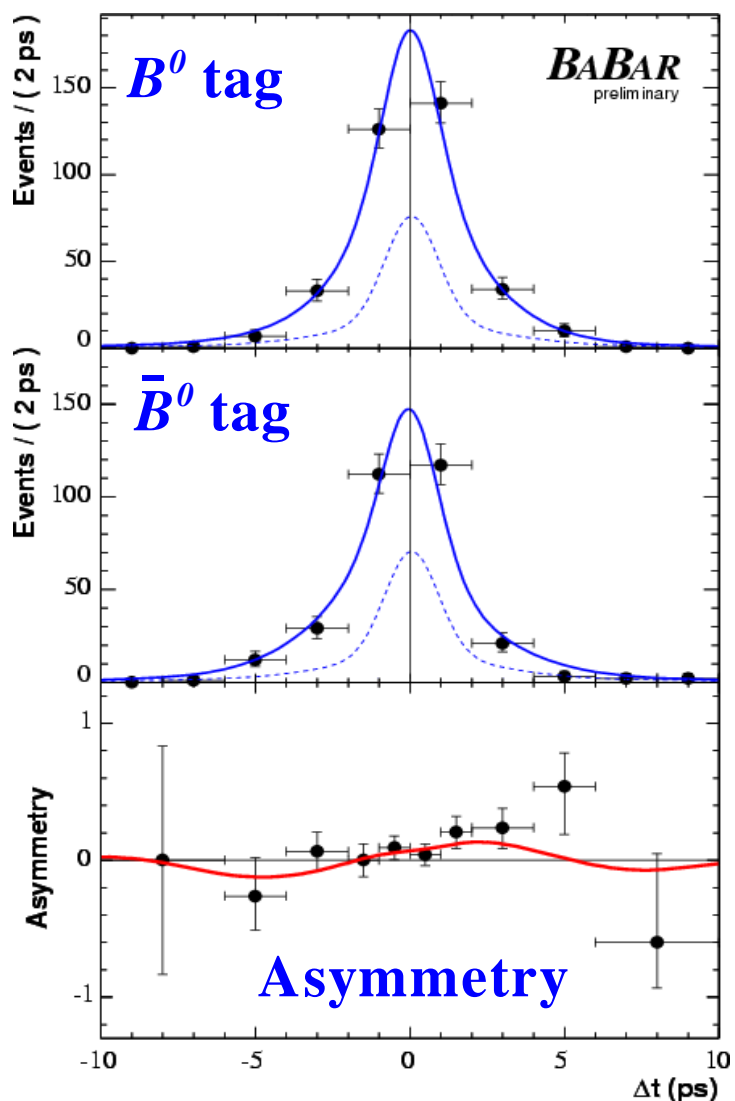 B⁰ tag
BABAR
preliminary
Events / ( 2 ps )
150
100
50
0
B̄⁰ tag
Events / ( 2 ps )
150
100
50
0
1
Asymmetry
0
-1
Asymmetry
-10
-5
0
5
10
Δt (ps)